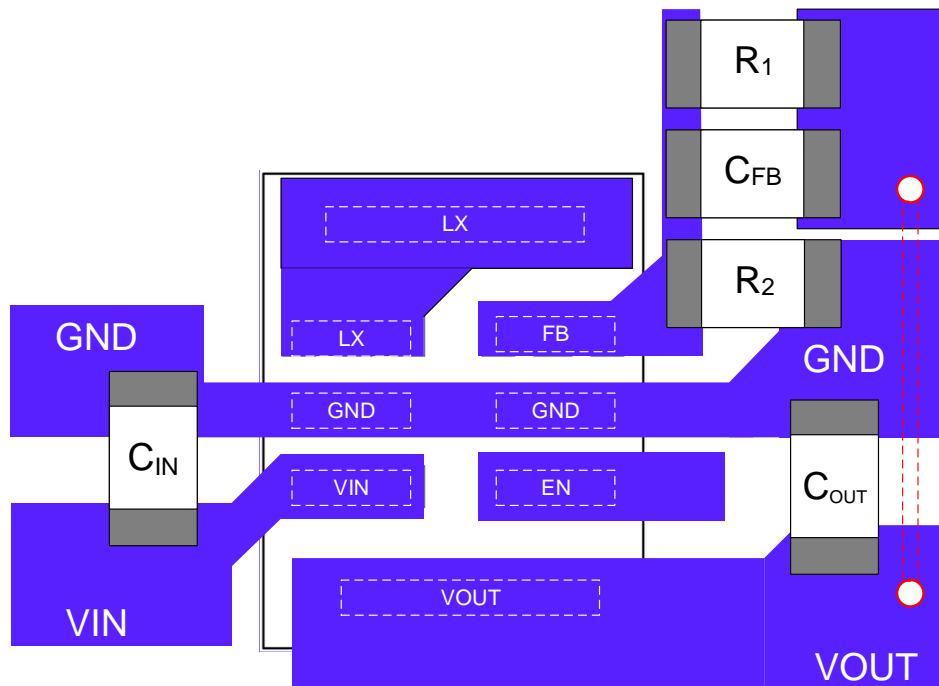 R1
CFB
LX
R2
GND
LX
FB
GND
GND
GND
CIN
VIN
EN
COUT
VOUT
VIN
VOUT